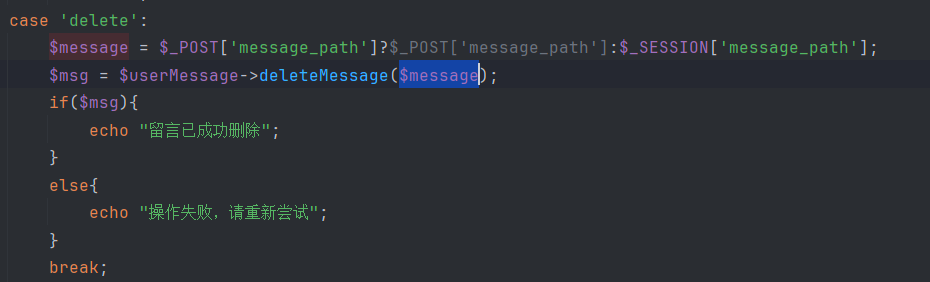 case 'delete':
$message = $_POST['message_path']?$_POST['message_path']:$_SESSION['message_path'];
$msg = $userMessage->deleteMessage($message);
if($msg){
echo "留言已成功删除";
}
else{
echo "操作失败，请重新尝试";
}
break;